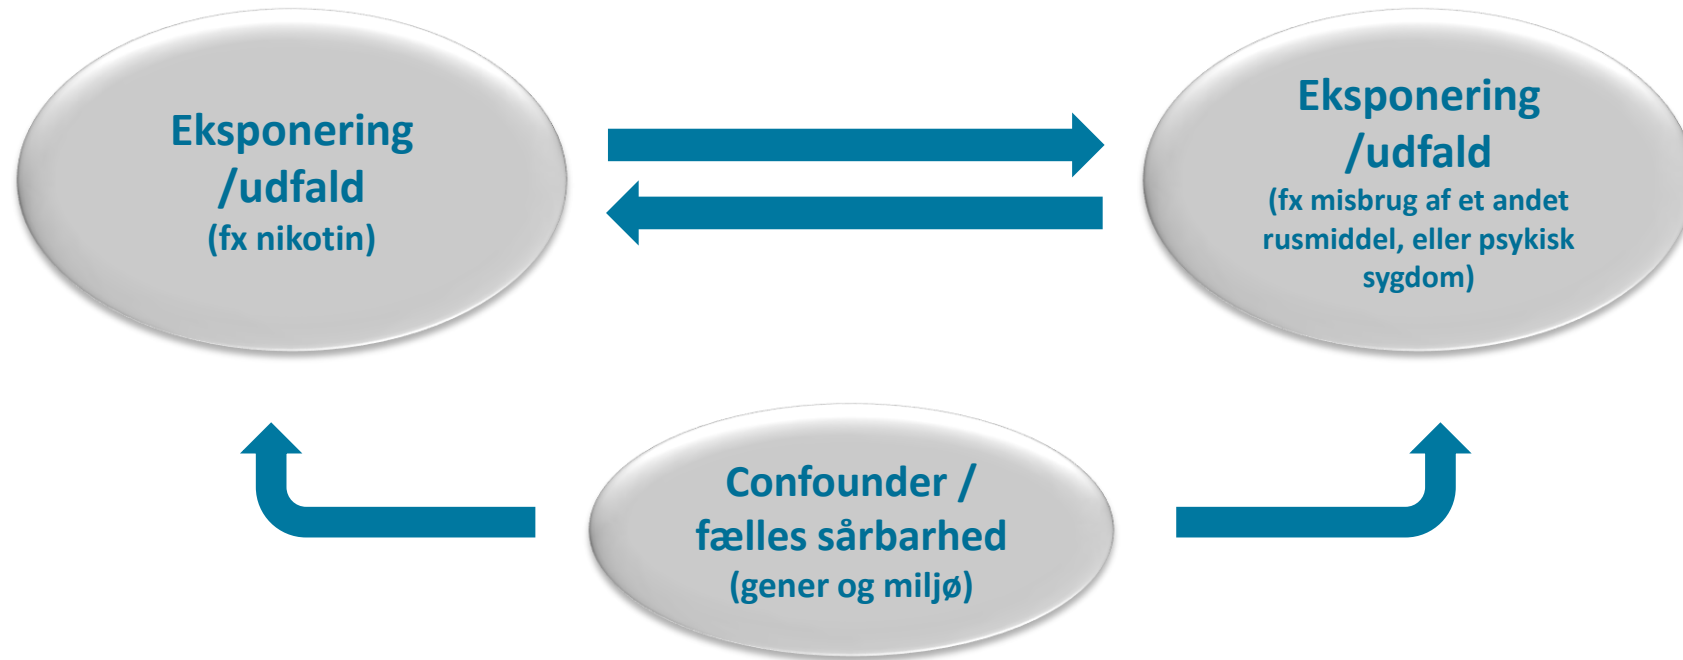 Eksponering
/udfald
(fx nikotin)
Eksponering
/udfald
(fx misbrug af et andet
rusmiddel, eller psykisk
sygdom)
Confounder /
fælles sårbarhed
(gener og miljø)